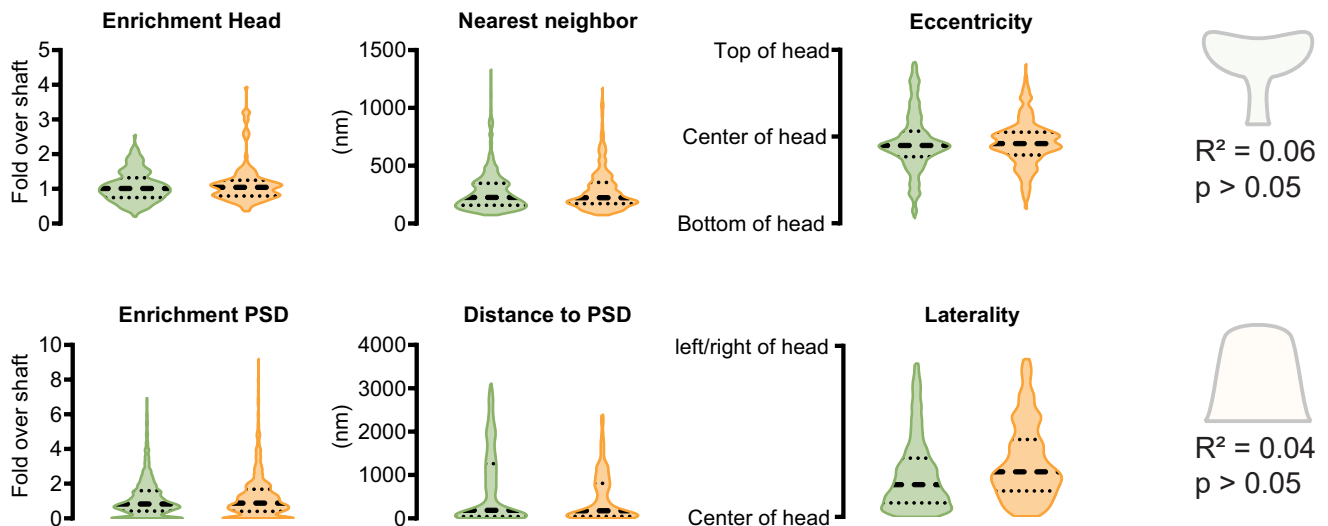 Enrichment Head
Fold over shaft
5
4
3
2
1
0
Nearest neighbor
(nm)
1500
1000
500
0
Eccentricity
Top of head
Center of head
Bottom of head
R² = 0.06
p > 0.05
Enrichment PSD
Fold over shaft
10
8
6
4
2
0
Distance to PSD
(nm)
4000
3000
2000
1000
0
Laterality
left/right of head
Center of head
R² = 0.04
p > 0.05